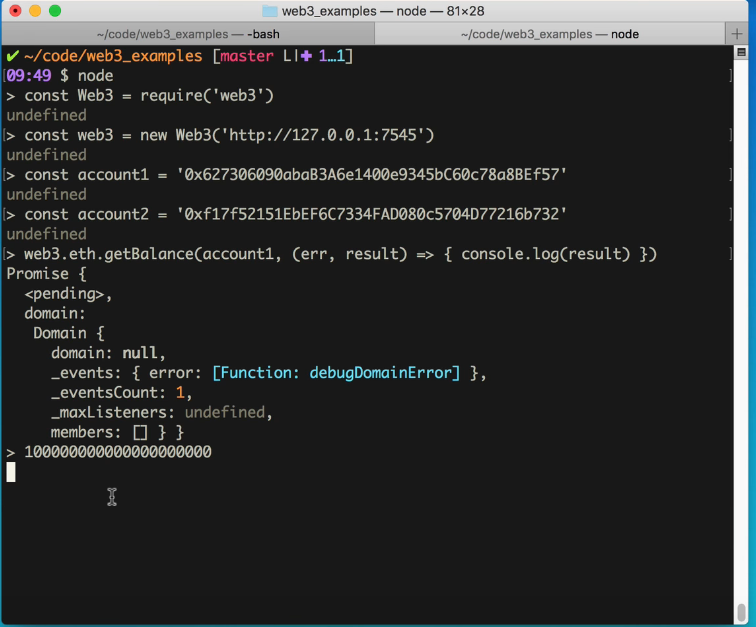 web3_examples — node — 81×28
~/code/web3_examples — -bash
~/code/web3_examples — node
✔ ~/code/web3_examples [master L|✚ 1…1]
09:49 $ node
> const Web3 = require('web3')
undefined
> const web3 = new Web3('http://127.0.0.1:7545')
undefined
> const account1 = '0x627306090abaB3A6e1400e9345bC60c78a8BEf57'
undefined
> const account2 = '0xf17f52151EbEF6C7334FAD080c5704D77216b732'
undefined
> web3.eth.getBalance(account1, (err, result) => { console.log(result) })
Promise {
  <pending>,
  domain:
   Domain {
     domain: null,
     _events: { error: [Function: debugDomainError] },
     _eventsCount: 1,
     _maxListeners: undefined,
     members: [] } }
> 100000000000000000000